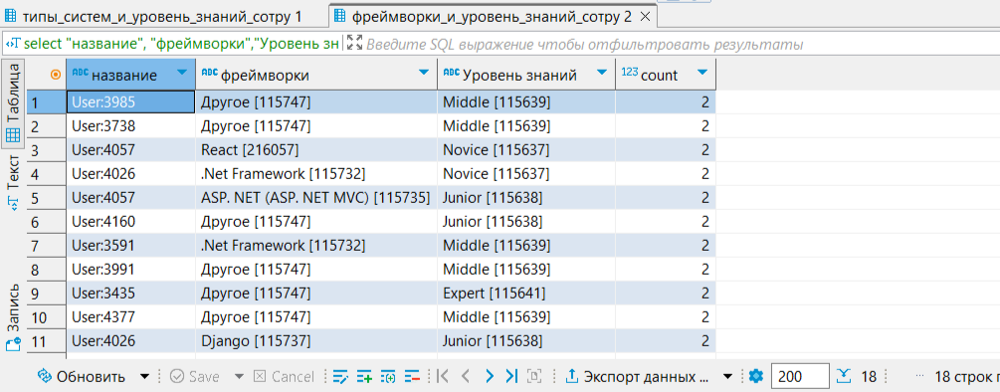 типы_систем_и_уровень_знаний_сотру 1 фреймворки_и_уровень_знаний_сотру 2
select "название", "фреймворки","Уровень зн Введите SQL выражение чтобы отфильтровать результаты
Таблица
Текст
Запись
ABC название ABC фреймворки ABC Уровень знаний 123 count
1 User:3985 Другое [115747] Middle [115639] 2
2 User:3738 Другое [115747] Middle [115639] 2
3 User:4057 React [216057] Novice [115637] 2
4 User:4026 .Net Framework [115732] Novice [115637] 2
5 User:4057 ASP. NET (ASP. NET MVC) [115735] Junior [115638] 2
6 User:4160 Другое [115747] Junior [115638] 2
7 User:3591 .Net Framework [115732] Middle [115639] 2
8 User:3991 Другое [115747] Middle [115639] 2
9 User:3435 Другое [115747] Expert [115641] 2
10 User:4377 Другое [115747] Middle [115639] 2
11 User:4026 Django [115737] Junior [115638] 2
Обновить Save Cancel Экспорт данных ... 200 18 ... 18 строк